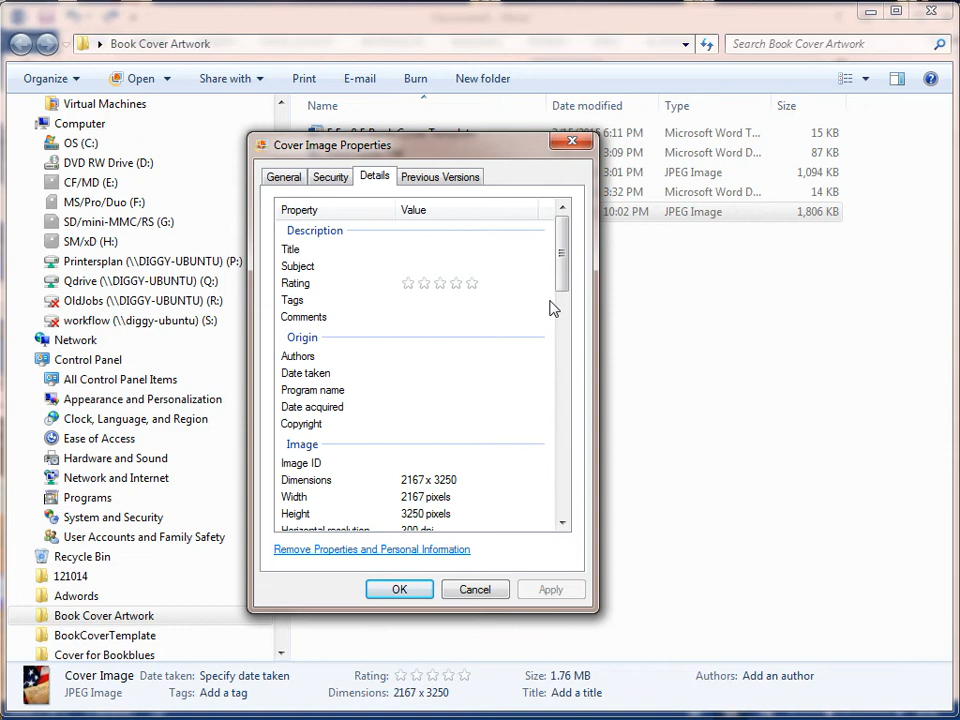 Book Cover Artwork
Search Book Cover Artwork
Organize
Open
Share with
Print
E-mail
Burn
New folder
Virtual Machines
Computer
OS (C:)
DVD RW Drive (D:)
CF/MD (E:)
MS/Pro/Duo (F:)
SD/mini-MMC/RS (G:)
SM/xD (H:)
Printersplan (\\DIGGY-UBUNTU) (P:)
Qdrive (\\DIGGY-UBUNTU) (Q:)
OldJobs (\\DIGGY-UBUNTU) (R:)
workflow (\\diggy-ubuntu) (S:)
Network
Control Panel
All Control Panel Items
Appearance and Personalization
Clock, Language, and Region
Ease of Access
Hardware and Sound
Network and Internet
Programs
System and Security
User Accounts and Family Safety
Recycle Bin
121014
Adwords
Book Cover Artwork
BookCoverTemplate
Cover for Bookblues
Name
Date modified
Type
Size
6:11 PM
Microsoft Word T...
15 KB
3:09 PM
Microsoft Word D...
87 KB
JPEG Image
1,094 KB
3:32 PM
Microsoft Word D...
14 KB
10:02 PM
JPEG Image
1,806 KB
Cover Image Properties
General
Security
Details
Previous Versions
Property
Value
Description
Title
Subject
Rating
Tags
Comments
Origin
Authors
Date taken
Program name
Date acquired
Copyright
Image
Image ID
Dimensions 2167 x 3250
Width 2167 pixels
Height 3250 pixels
Horizontal resolution 300 dpi
Remove Properties and Personal Information
OK
Cancel
Apply
Cover Image
JPEG Image
Date taken: Specify date taken
Tags: Add a tag
Rating:
Dimensions: 2167 x 3250
Size: 1.76 MB
Title: Add a title
Authors: Add an author